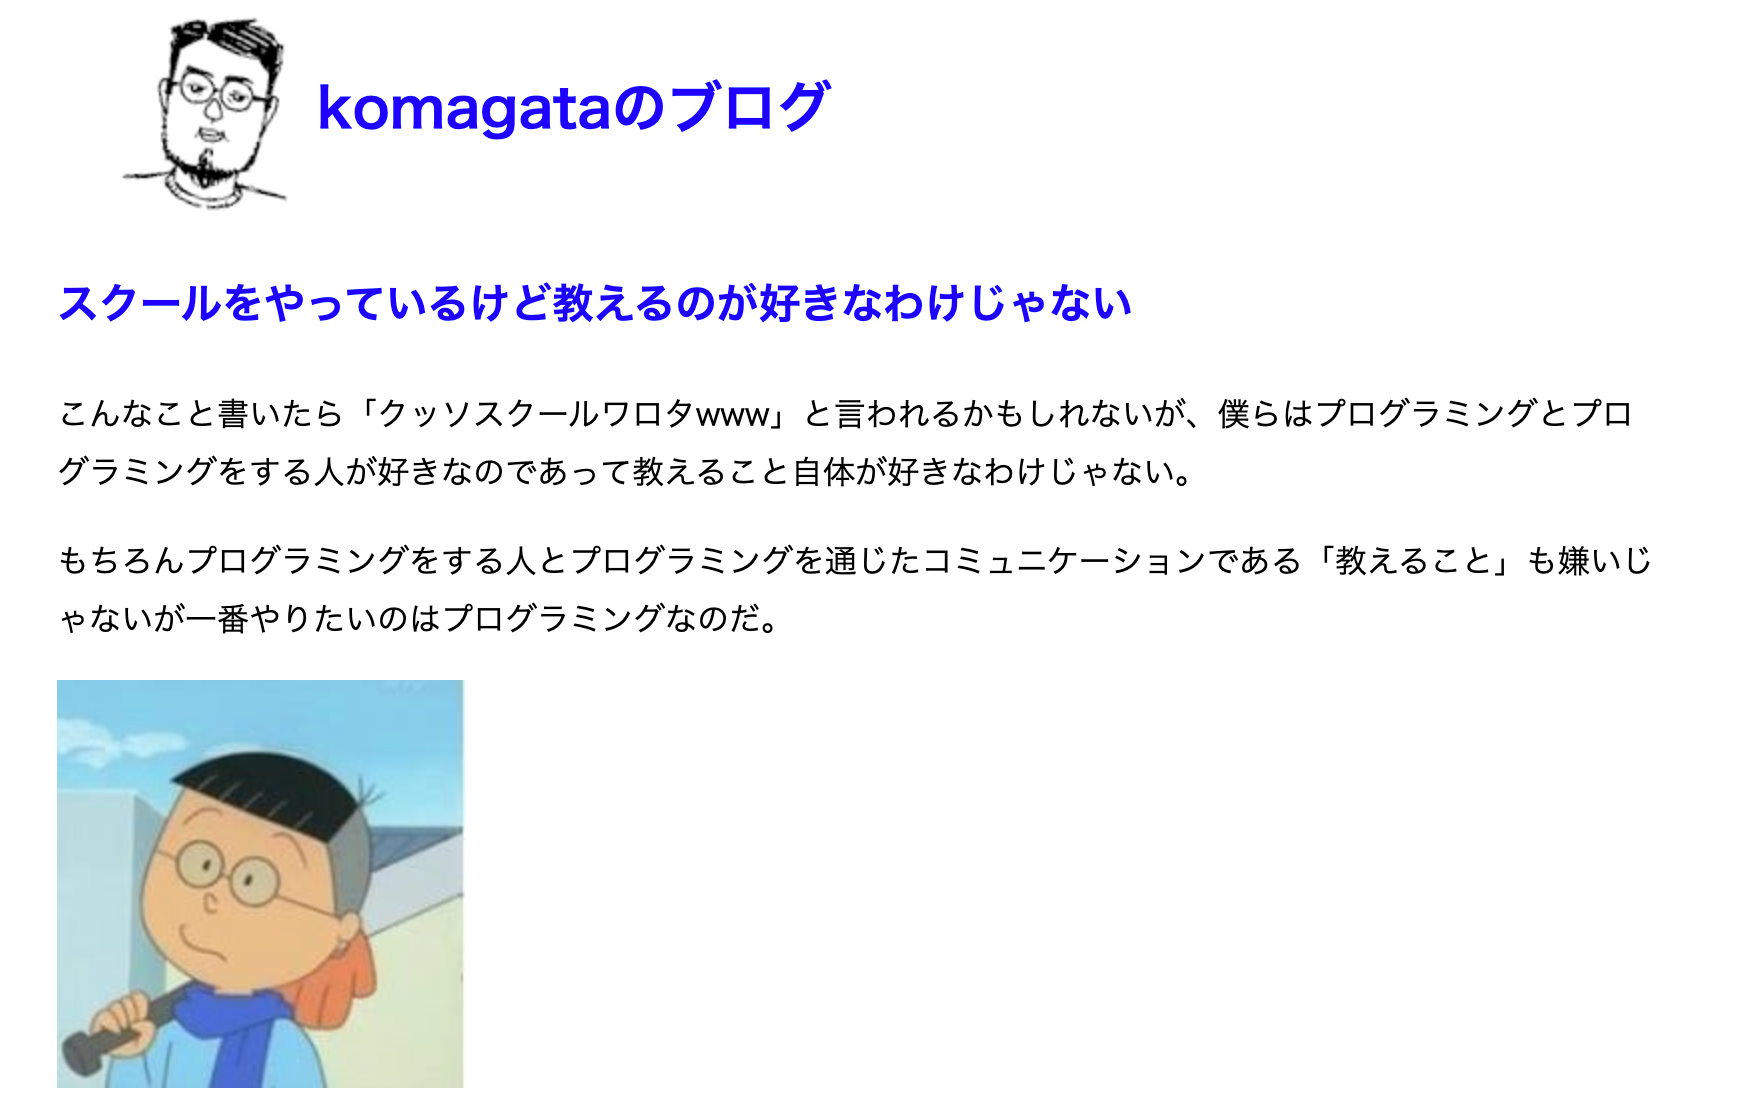 komagataのブログ
スクールをやっているけど教えるのが好きなわけじゃない
こんなこと書いたら「クッソスクールワロタwww」と言われるかもしれないが、僕らはプログラミングとプロ
グラミングをする人が好きなのであって教えること自体が好きなわけじゃない。
もちろんプログラミングをする人とプログラミングを通じたコミュニケーションである「教えること」も嫌いじ
ゃないが一番やりたいのはプログラミングなのだ。